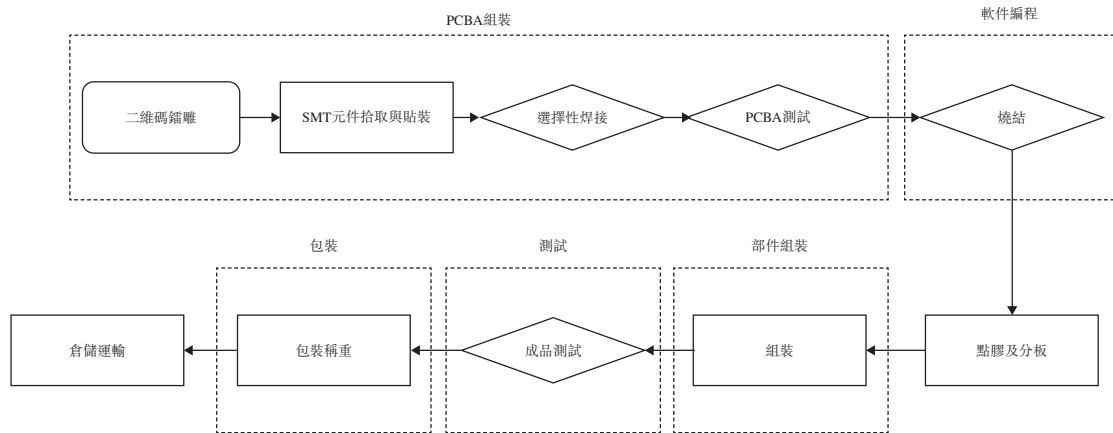 PCBA組裝
軟件編程
二維碼鐳雕
SMT元件拾取與貼裝
選擇性焊接
PCBA測試
燒結
包裝
測試
部件組裝
倉儲運輸
包裝稱重
成品測試
組裝
點膠及分板